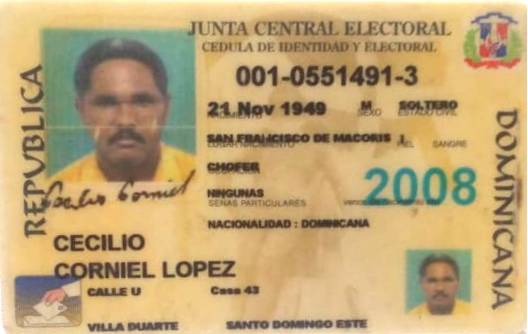 JUNTA CENTRAL ELECTORAL
CEDULA DE IDENTIDAD Y ELECTORAL
001-0551491-3
21 Nov 1949 M SOLTERO
NACIMIENTO SEXO ESTADO CIVIL
SAN FRANCISCO DE MACORIS I
LUGAR NACIMIENTO PIEL SANGRE
CHOFER
NINGUNAS
SEÑAS PARTICULARES
2008
NACIONALIDAD : DOMINICANA
REPVBLICA
DOMINICANA
Cecilio Corniel
CECILIO
CORNIEL LOPEZ
CALLE U Casa 43
VILLA DUARTE SANTO DOMINGO ESTE